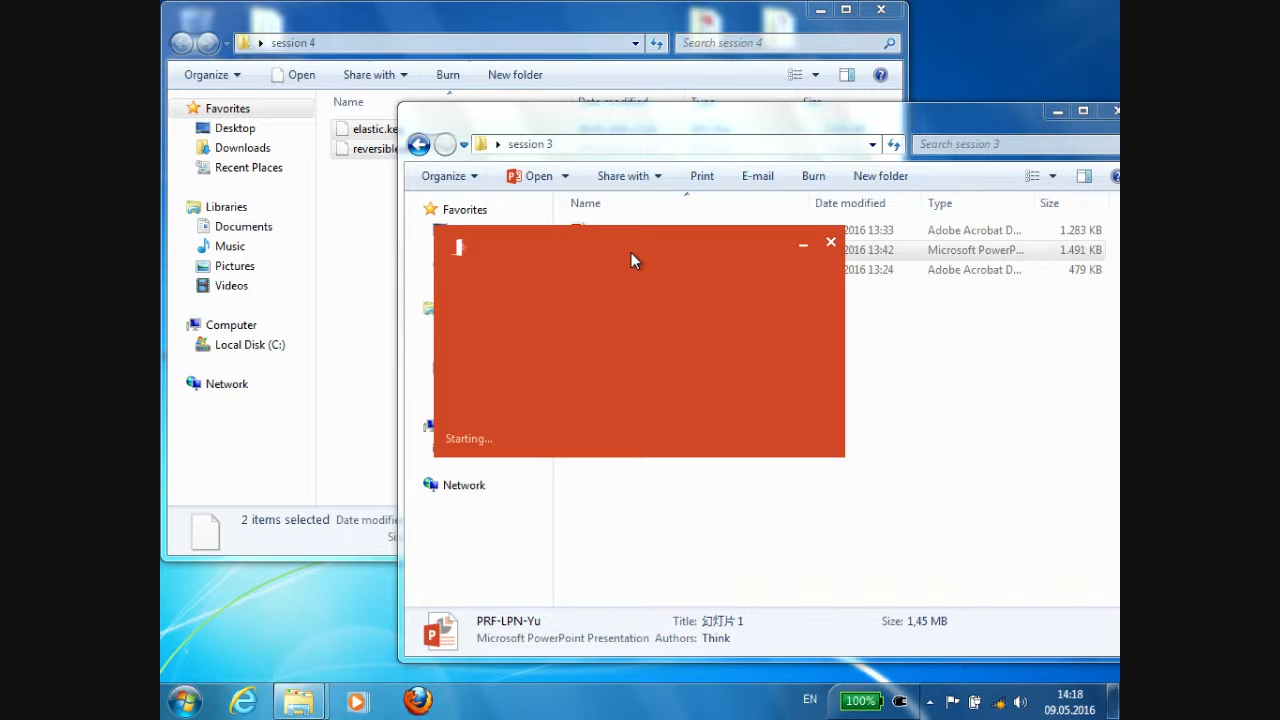 session 4
Search session 4
Organize
Open
Share with
Burn
New folder
Name
Favorites
Desktop
Downloads
Recent Places
Libraries
Documents
Music
Pictures
Videos
Computer
Local Disk (C:)
Network
elastic.ke
reversible
2 items selected
Date modifie
session 3
Search session 3
Organize
Open
Share with
Print
E-mail
Burn
New folder
Name
Date modified
Type
Size
Favorites
2016 13:33
Adobe Acrobat D...
1.283 KB
2016 13:42
Microsoft PowerP...
1.491 KB
2016 13:24
Adobe Acrobat D...
479 KB
Starting...
Network
PRF-LPN-Yu
Title: 幻灯片 1
Size: 1,45 MB
Microsoft PowerPoint Presentation
Authors: Think
EN
100%
14:18
09.05.2016